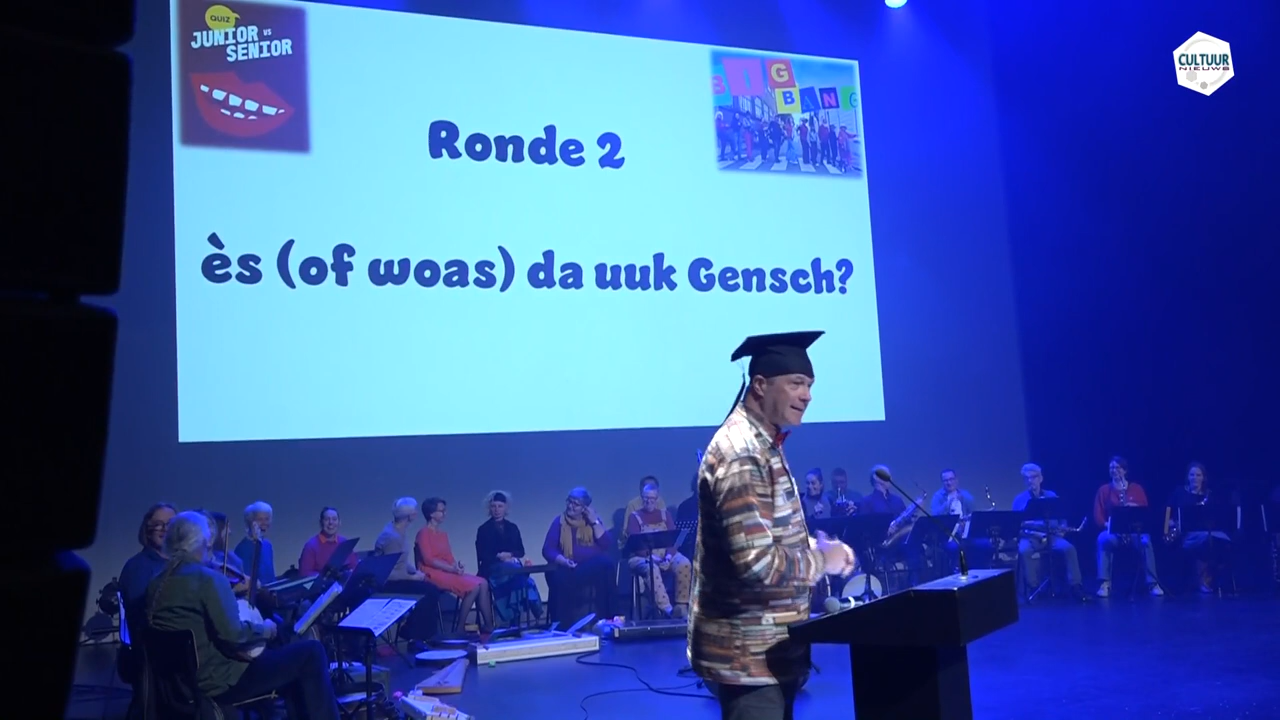 QUIZ
JUNIOR VS
SENIOR
BIG
BANG
Ronde 2
ès (of woas) da uuk Gensch?
CULTUUR
NIEUWS